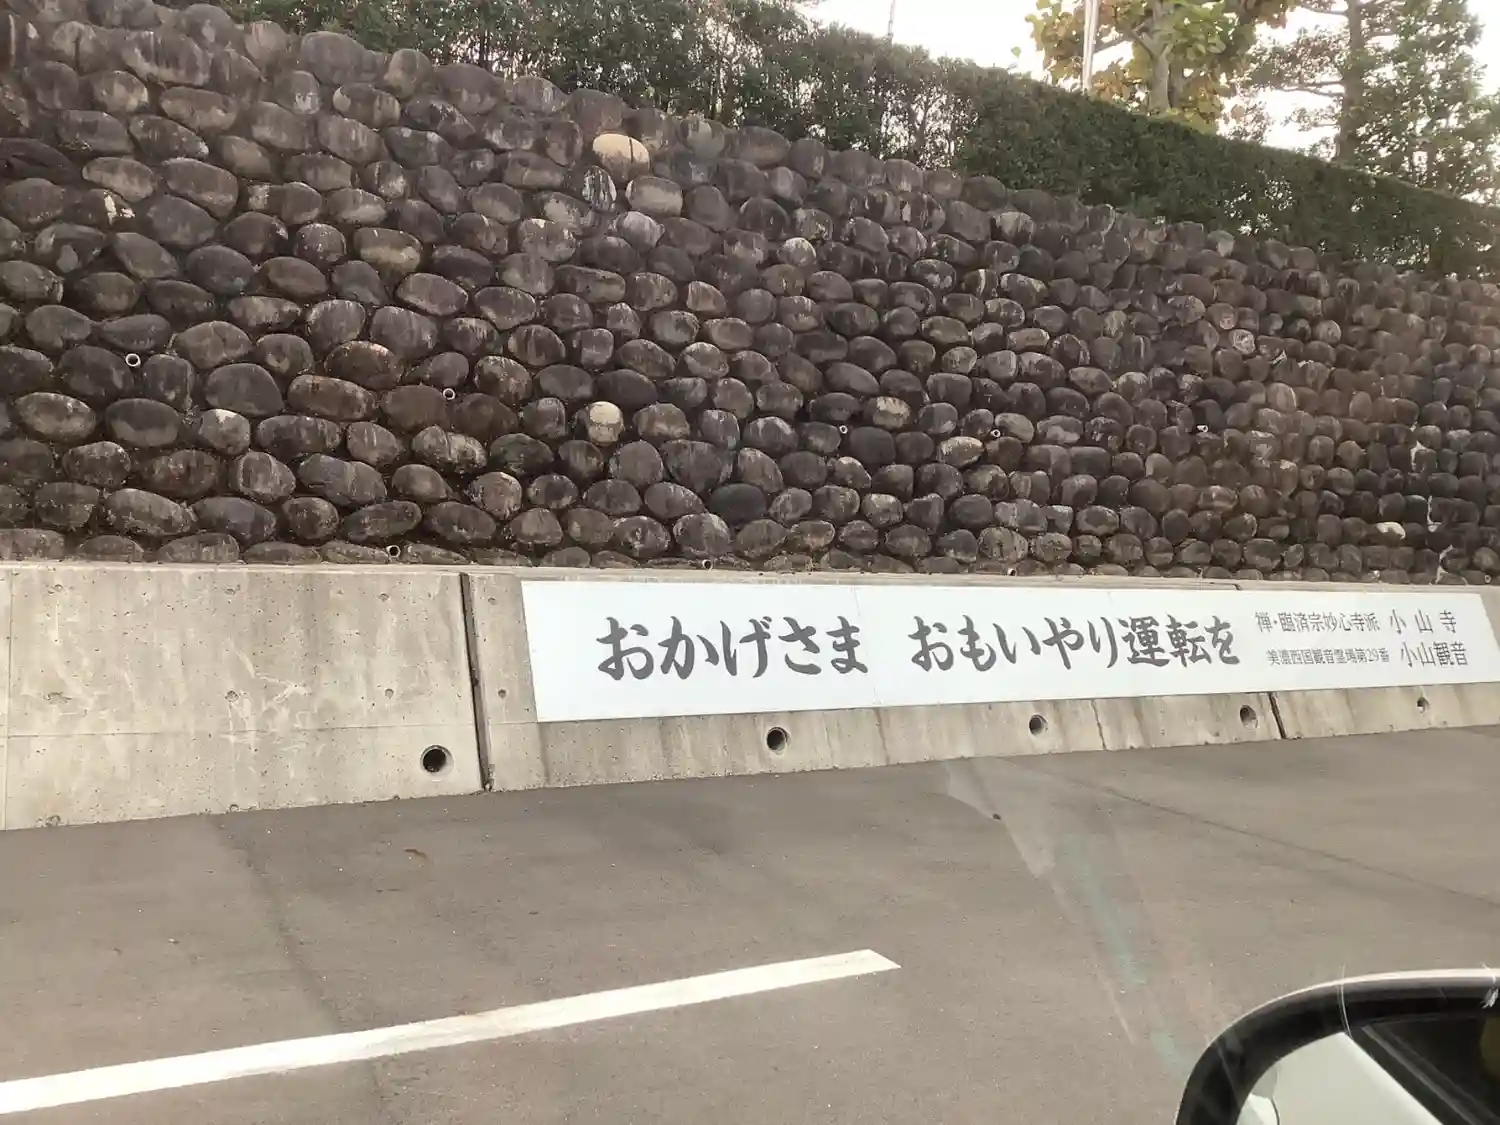 おかげさま おもいやり運転を
禅・臨済宗妙心寺派 小山寺
美濃西国観音霊場第29番 小山観音